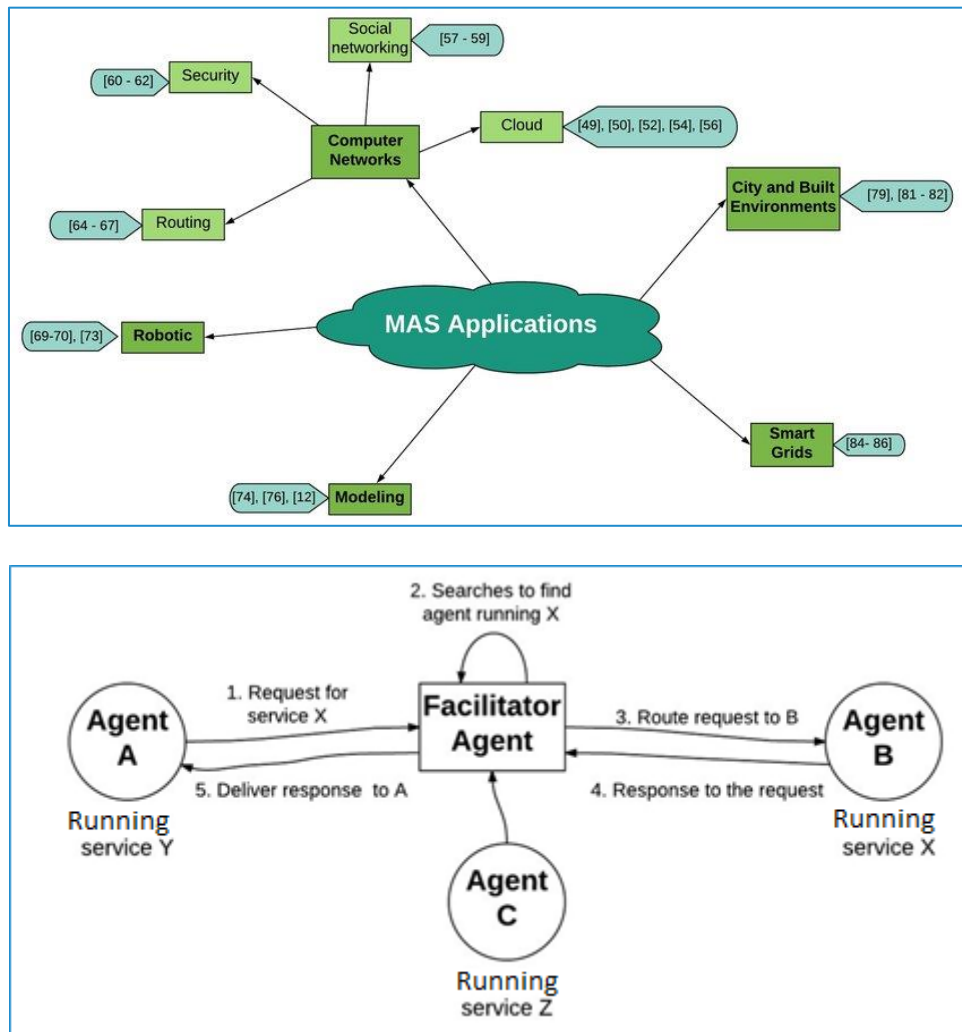 Social
networking
[57 - 59]
[60 - 62]
Security
Computer
Networks
Cloud
[49], [50], [52], [54], [56]
City and Built
Environments
[79], [81 - 82]
[64 - 67]
Routing
MAS Applications
[69-70], [73]
Robotic
Smart
Grids
[84- 86]
[74], [76], [12]
Modeling
2. Searches to find
agent running X
Agent
A
1. Request for
service X
Facilitator
Agent
3. Route request to B
Agent
B
5. Deliver response to A
4. Response to the request
Running
service Y
Running
service X
Agent
C
Running
service Z